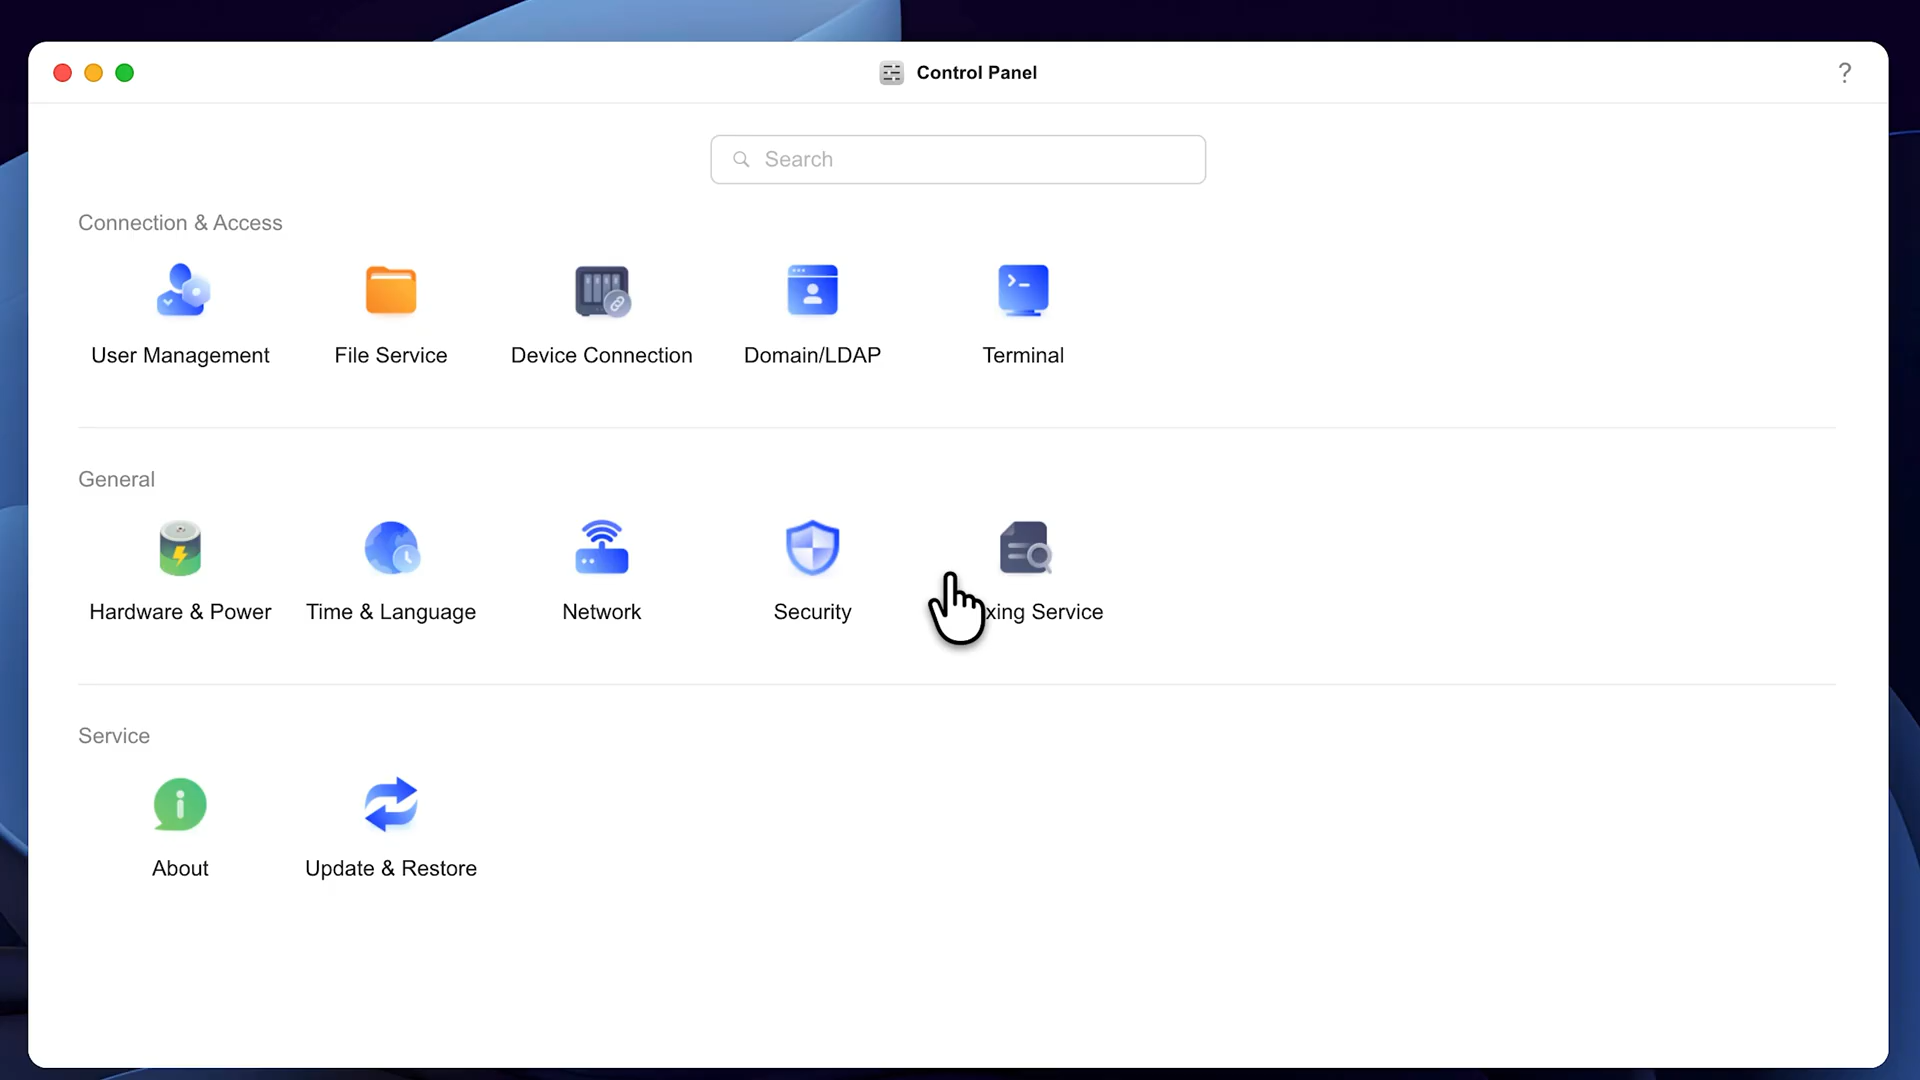 Control Panel
?
Search
Connection & Access
User Management
File Service
Device Connection
Domain/LDAP
Terminal
General
Hardware & Power
Time & Language
Network
Security
Service
Service
About
Update & Restore